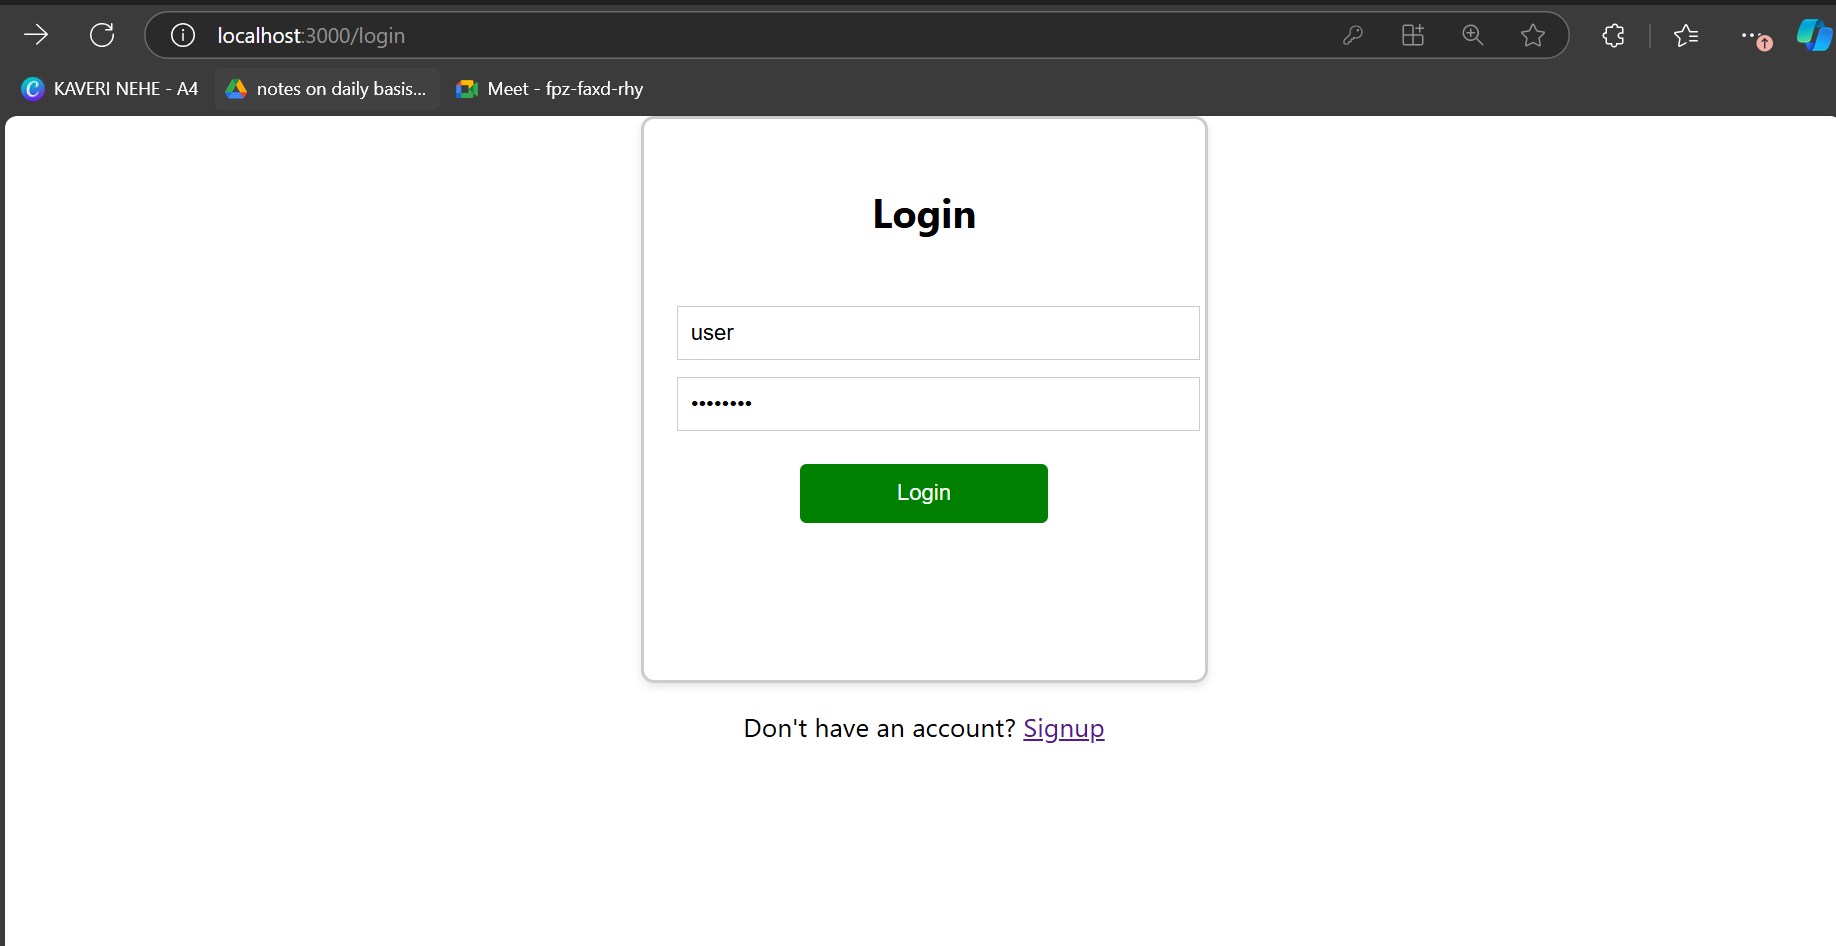 localhost:3000/login
KAVERI NEHE - A4
notes on daily basis...
Meet - fpz-faxd-rhy
Login
user
••••••••
Login
Don't have an account? Signup